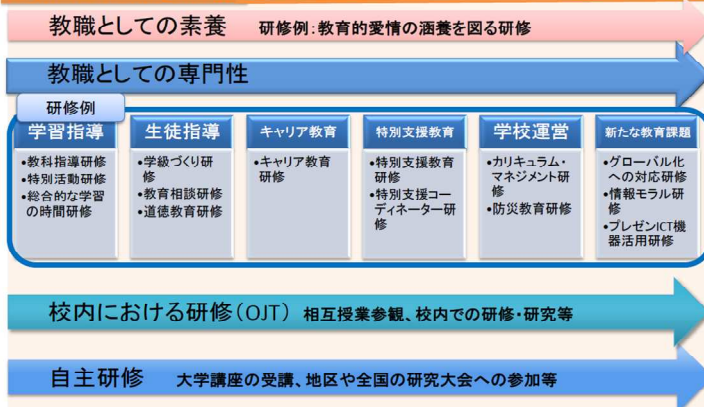 教職としての素養 研修例：教育的愛情の涵養を図る研修
教職としての専門性
研修例
学習指導
•教科指導研修
•特別活動研修
•総合的な学習
の時間研修
生徒指導
•学級づくり研
修
•教育相談研修
•道徳教育研修
キャリア教育
•キャリア教育
研修
特別支援教育
•特別支援教育
研修
•特別支援コー
ディネーター研
修
学校運営
•カリキュラム・
マネジメント研
修
•防災教育研修
新たな教育課題
•グローバル化
への対応研修
•情報モラル研
修
•プレゼンICT機
器活用研修
校内における研修（OJT） 相互授業参観、校内での研修・研究等
自主研修 大学講座の受講、地区や全国の研究大会への参加等